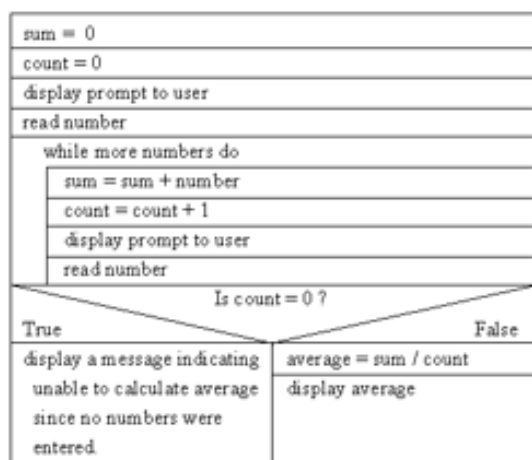 sum = 0
count = 0
display prompt to user
read number
while more numbers do
sum = sum + number
count = count + 1
display prompt to user
read number
Is count = 0 ?
True
False
display a message indicating
unable to calculate average
since no numbers were
entered.
average = sum / count
display average